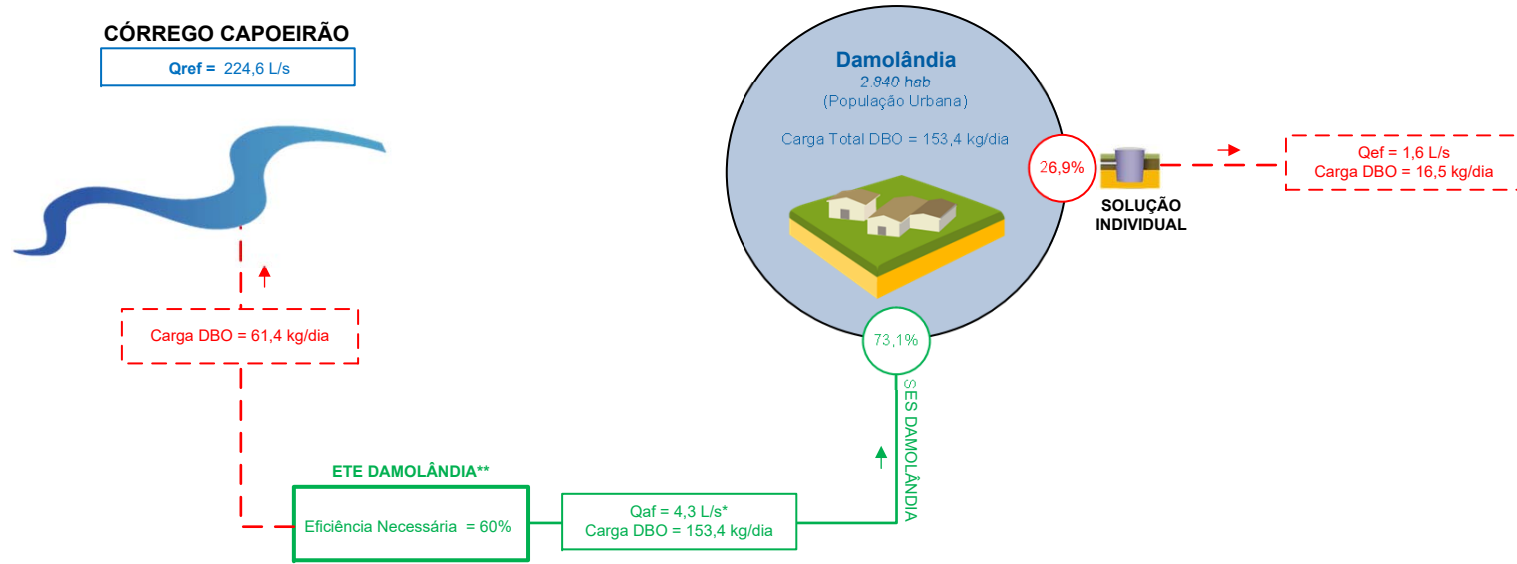 CÓRREGO CAPOEIRÃO
Qref = 224,6 L/s
Damolândia
2.840 hab
(População Urbana)
Carga Total DBO = 153,4 kg/dia
26,9%
SOLUÇÃO
INDIVIDUAL
Qef = 1,6 L/s
Carga DBO = 16,5 kg/dia
Carga DBO = 61,4 kg/dia
73,1%
SES DAMOLÂNDIA
ETE DAMOLÂNDIA**
Eficiência Necessária = 60%
Qaf = 4,3 L/s*
Carga DBO = 153,4 kg/dia